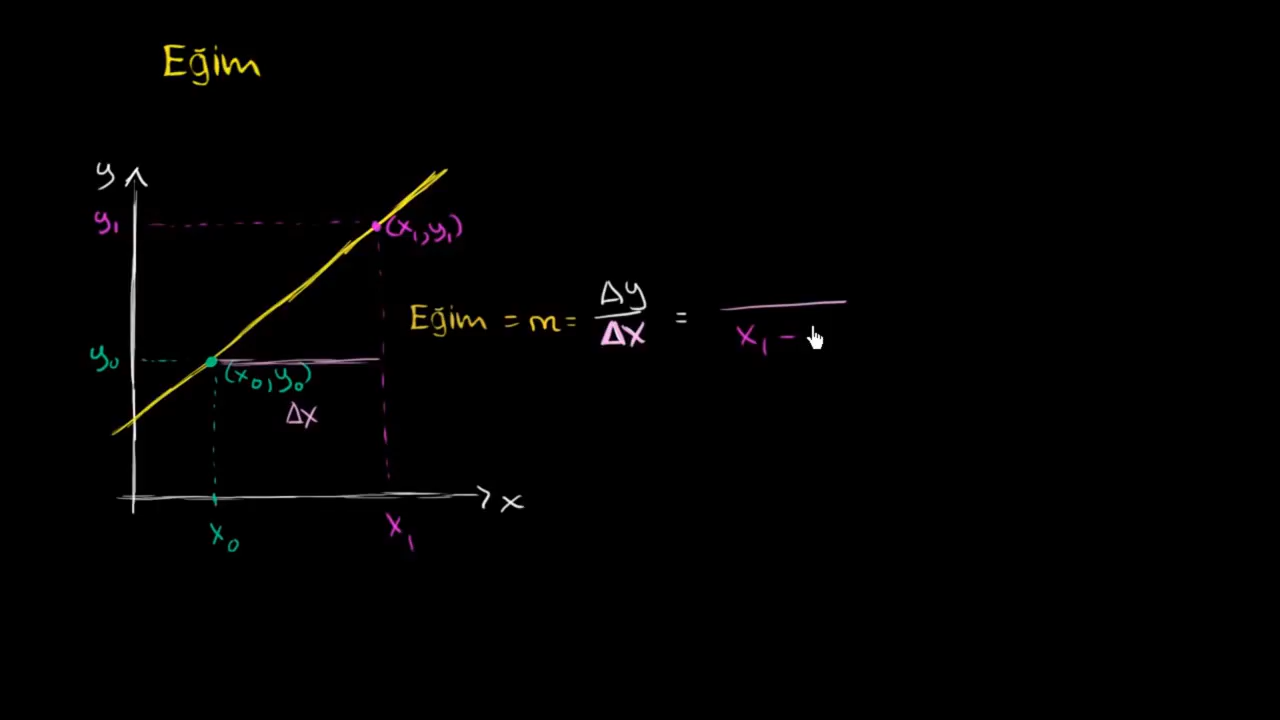 Eğim
y
y₁
(x₁, y₁)
Eğim = m = Δy/Δx = /x₁ −
y₀
(x₀, y₀)
Δx
x
x₀
x₁